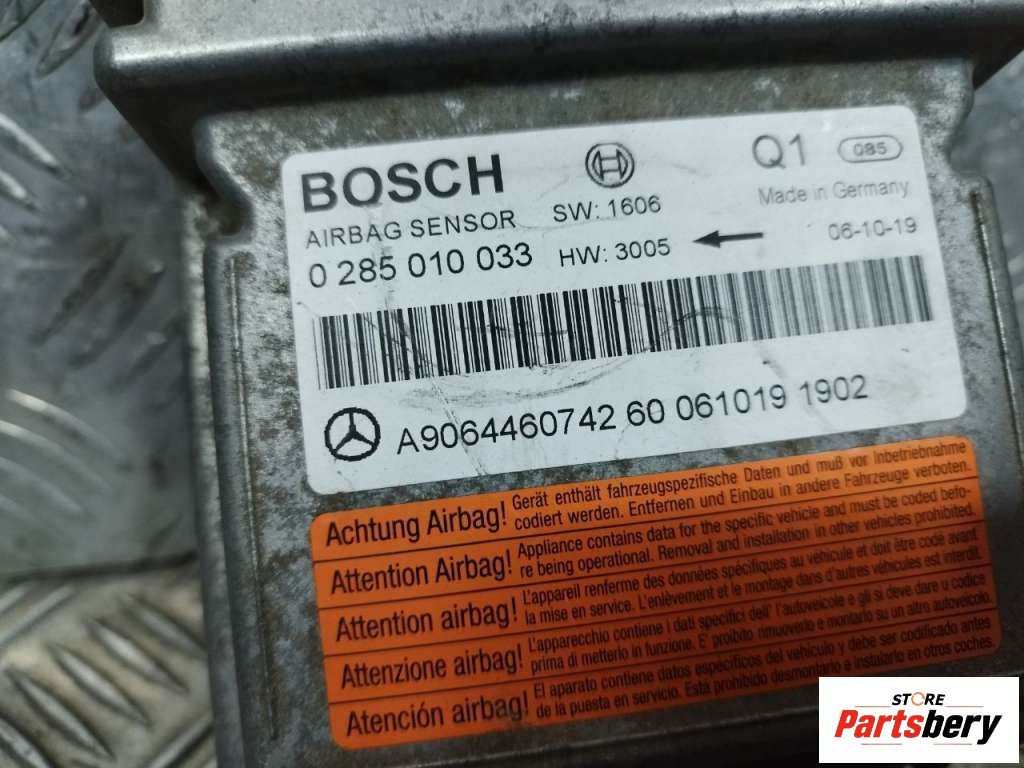 BOSCH
Q1 085
Made in Germany
AIRBAG SENSOR SW: 1606
06-10-19
0 285 010 033 HW: 3005
A9064460742 60 061019 1902
Achtung Airbag! Gerät enthält fahrzeugspezifische Daten und muß vor Inbetriebnahme
codiert werden. Entfernen und Einbau in andere Fahrzeuge verboten.
Attention Airbag! Appliance contains data for the specific vehicle and must be coded befo-
re being operational. Removal and installation in other vehicles prohibited.
Attention airbag! L'appareil renferme des données spécifiques au véhicule et doit être codé avant
la mise en service. L'enlèvement et le montage dans d'autres véhicules est interdit.
Attenzione airbag! L'apparecchio contiene i dati specifici dell' autoveicolo e gli si deve dare u codice
prima di metterlo in funzione. E' proibito rimuoverlo e montarlo su un altro autoveicolo.
Atención airbag! El aparato contiene datos específicos del vehículo y debe ser codificado antes
de la puesta en servicio. Está prohibido desmontarlo e instalarlo en otros coches.
STORE
Partsbery